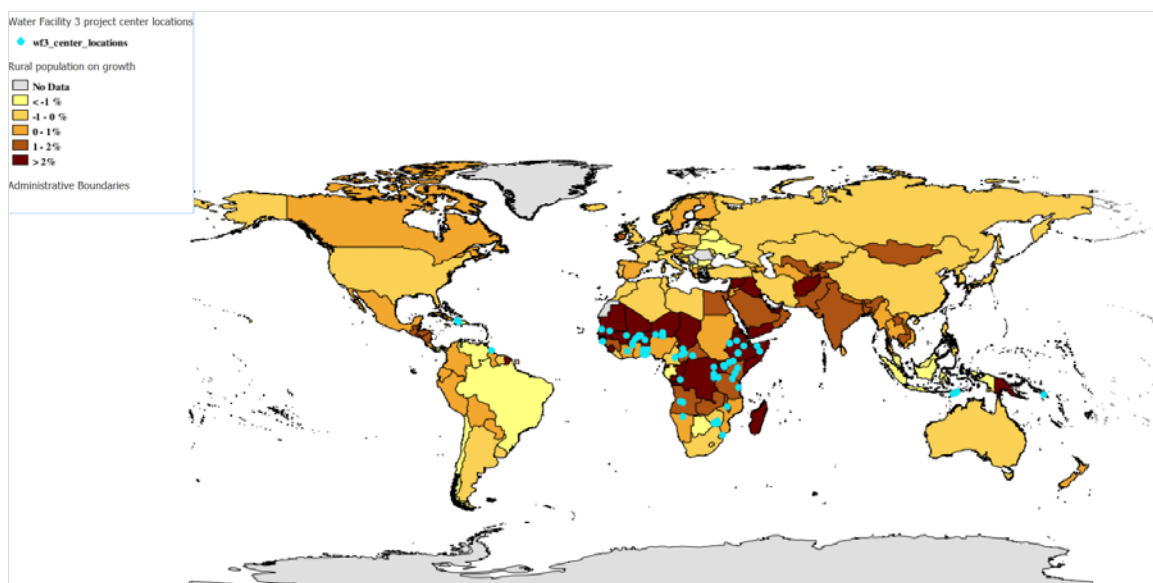 Water Facility 3 project center locations
wf3_center_locations
Rural population on growth
No Data
< -1 %
-1 - 0 %
0 - 1%
1 - 2%
> 2%
Administrative Boundaries